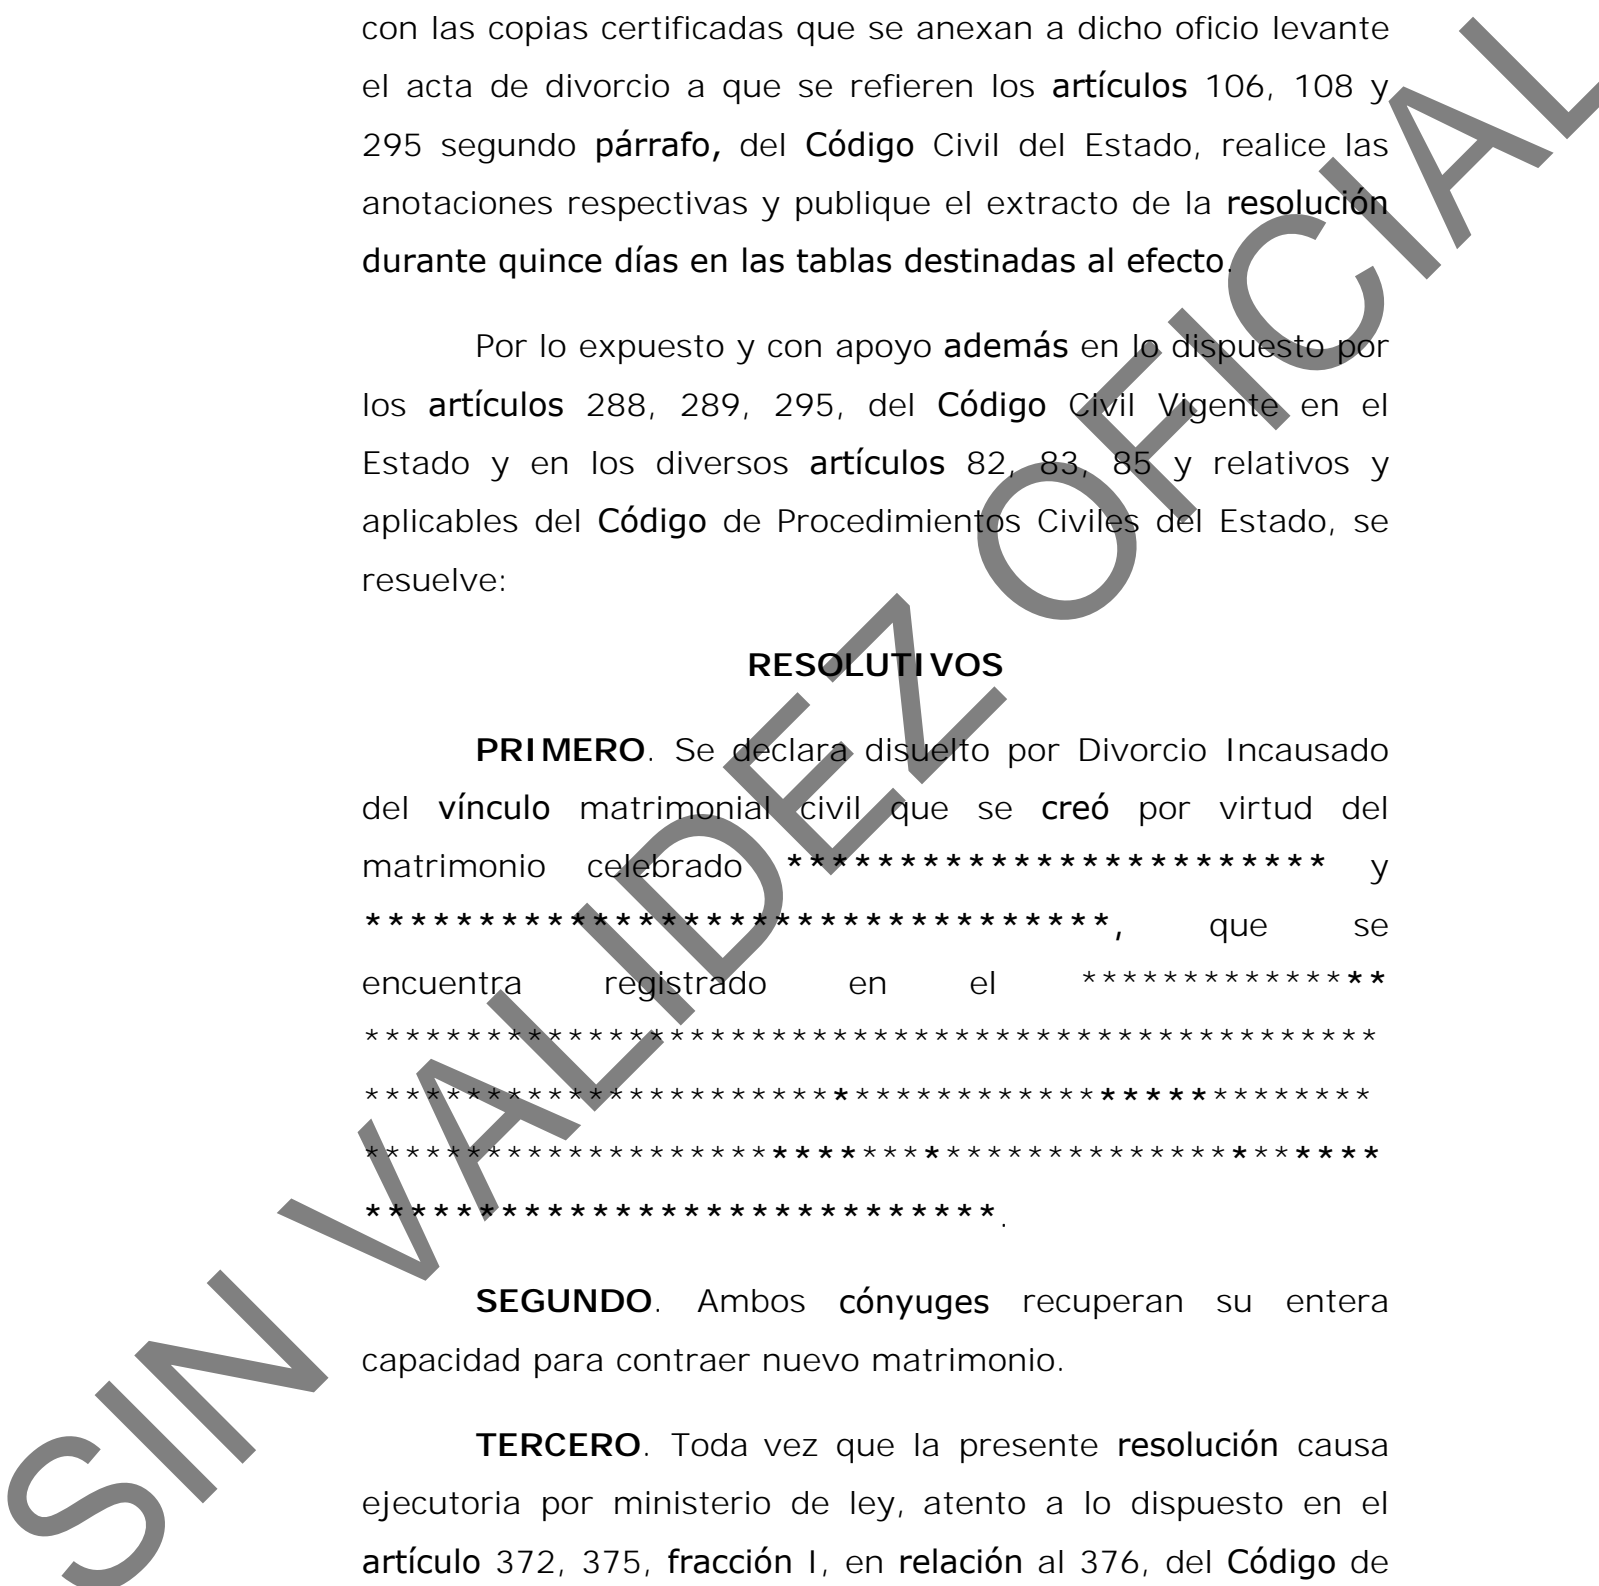 con las copias certificadas que se anexan a dicho oficio levante
el acta de divorcio a que se refieren los artículos 106, 108 y
295 segundo párrafo, del Código Civil del Estado, realice las
anotaciones respectivas y publique el extracto de la resolución
durante quince días en las tablas destinadas al efecto.
Por lo expuesto y con apoyo además en lo dispuesto por
los artículos 288, 289, 295, del Código Civil Vigente en el
Estado y en los diversos artículos 82, 83, 85 y relativos y
aplicables del Código de Procedimientos Civiles del Estado, se
resuelve:
RESOLUTIVOS
PRIMERO. Se declara disuelto por Divorcio Incausado
del vínculo matrimonial civil que se creó por virtud del
matrimonio celebrado ************************ y
*********************************, que se
encuentra registrado en el ****************
**************************************************
**************************************************
**************************************************
****************************.
SEGUNDO. Ambos cónyuges recuperan su entera
capacidad para contraer nuevo matrimonio.
TERCERO. Toda vez que la presente resolución causa
ejecutoria por ministerio de ley, atento a lo dispuesto en el
artículo 372, 375, fracción I, en relación al 376, del Código de
SIN VALIDEZ OFICIAL